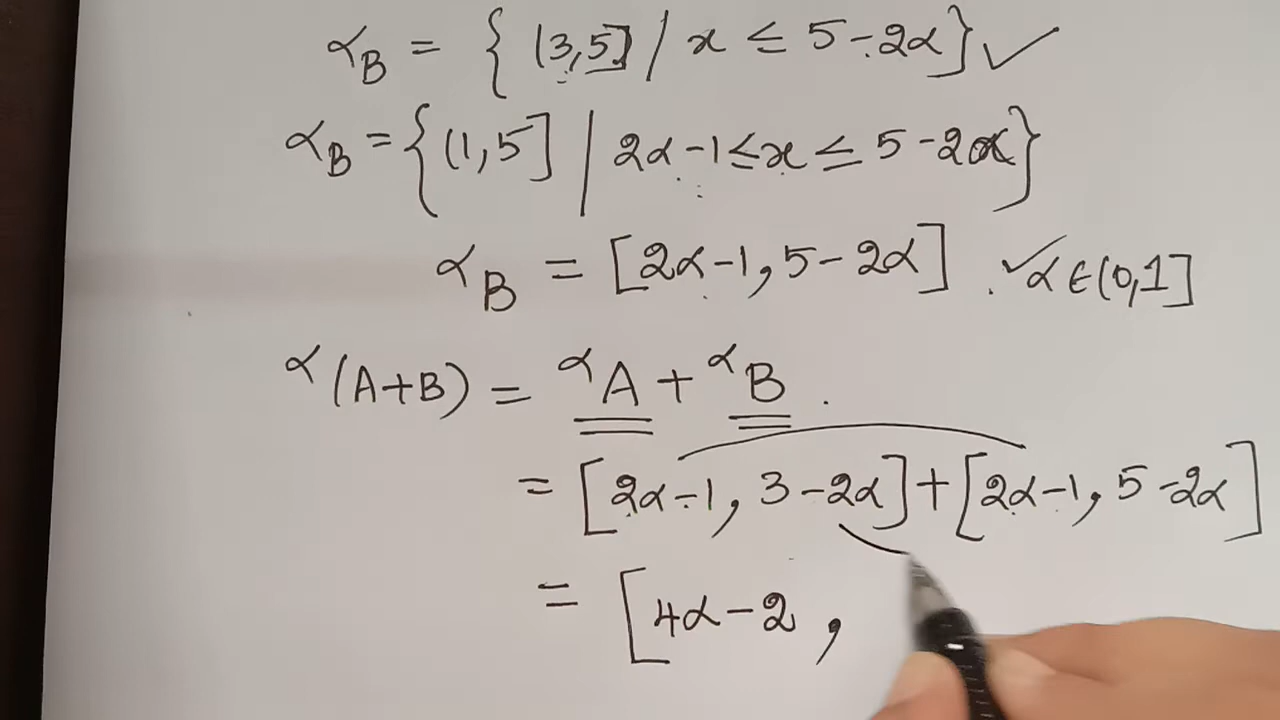 αB = { (3,5] / x ≤ 5-2α} ✓
αB = { (1,5] / 2α-1 ≤ x ≤ 5-2α}
αB = [2α-1, 5-2α] . ✓ α ∈ (0,1]
α(A+B) = αA + αB .
= [2α-1, 3-2α] + [2α-1, 5-2α]
= [4α-2 ,